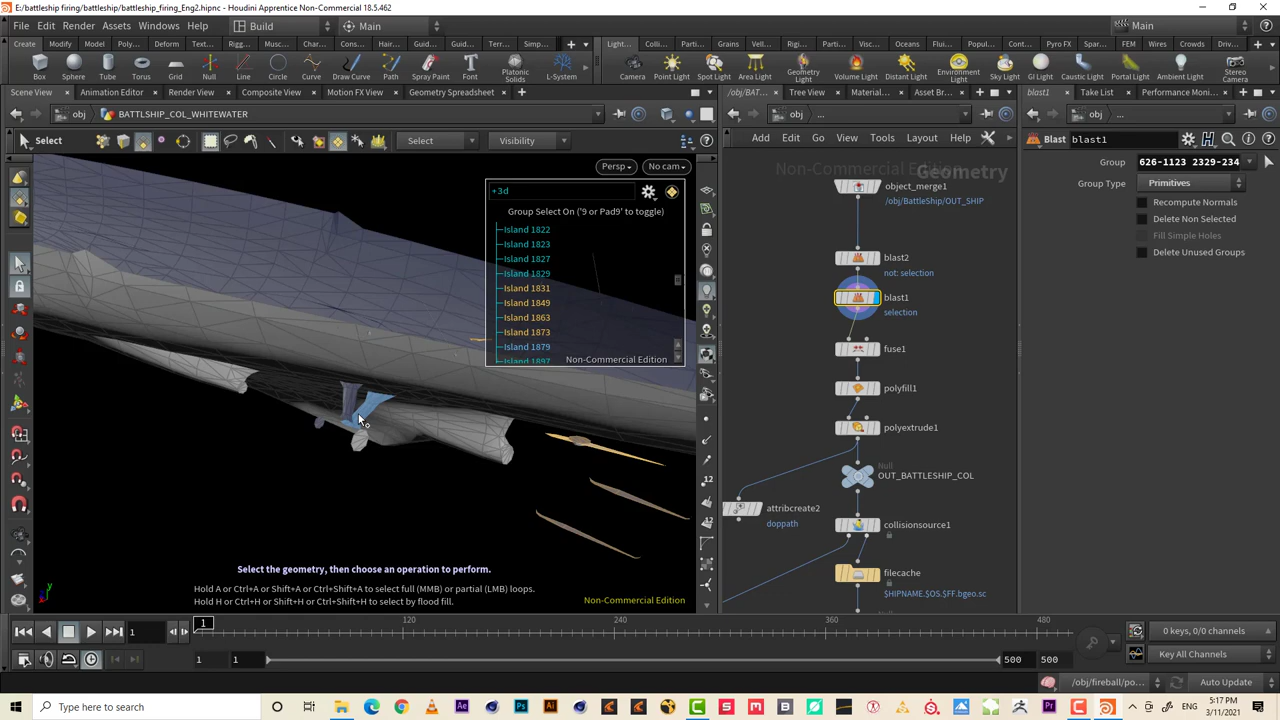 E:/battleship firing/battleship/battleship_firing_Eng2.hipnc - Houdini Apprentice Non-Commercial 18.5.462
File Edit Render Assets Windows Help Build Main Main
Create Modify Model Poly... Deform Text... Rigg... Mus... Char... Cons... Hair... Guid... Guid... Terr... Simp... Light... Colli... Parti... Grains Vell... Rigi... Parti... Visc... Oceans Flui... Popul... Cont... Pyro FX Spar... FEM Wires Crowds Driv...
Box Sphere Tube Torus Grid Null Line Circle Curve Draw Curve Path Spray Paint Font Platonic Solids L-System Camera Point Light Spot Light Area Light Geometry Light Volume Light Distant Light Environment Light Sky Light GI Light Caustic Light Portal Light Ambient Light Stereo Camera
Scene View Animation Editor Render View Composite View Motion FX View Geometry Spreadsheet /obj/BAT... Tree View Material... Asset Br... blast1 Take List Performance Moni...
obj BATTLESHIP_COL_WHITEWATER obj ... obj ...
Select Select Visibility Add Edit Go View Tools Layout Help Blast blast1
Persp No cam
Non-Commercial Edition
Geometry
Group 626-1123 2329-234
Group Type Primitives
Recompute Normals
Delete Non Selected
Fill Simple Holes
Delete Unused Groups
+3d
Group Select On ('9 or Pad9' to toggle)
Island 1822
Island 1823
Island 1827
Island 1829
Island 1831
Island 1849
Island 1863
Island 1873
Island 1879
Island 1897
Non-Commercial Edition
object_merge1
/obj/BattleShip/OUT_SHIP
blast2
not: selection
blast1
selection
fuse1
polyfill1
polyextrude1
Null
OUT_BATTLESHIP_COL
attribcreate2
doppath
collisionsource1
filecache
$HIPNAME.$OS.$FF.bgeo.sc
Null
Select the geometry, then choose an operation to perform.
Hold A or Ctrl+A or Shift+A or Ctrl+Shift+A to select full (MMB) or partial (LMB) loops.
Hold H or Ctrl+H or Shift+H or Ctrl+Shift+H to select by flood fill.
Non-Commercial Edition
1 1 120 240 360 480
0 keys, 0/0 channels
1 1 500 500
Key All Channels
/obj/fireball/po... Auto Update
Type here to search
ENG 5:17 PM
3/11/2021